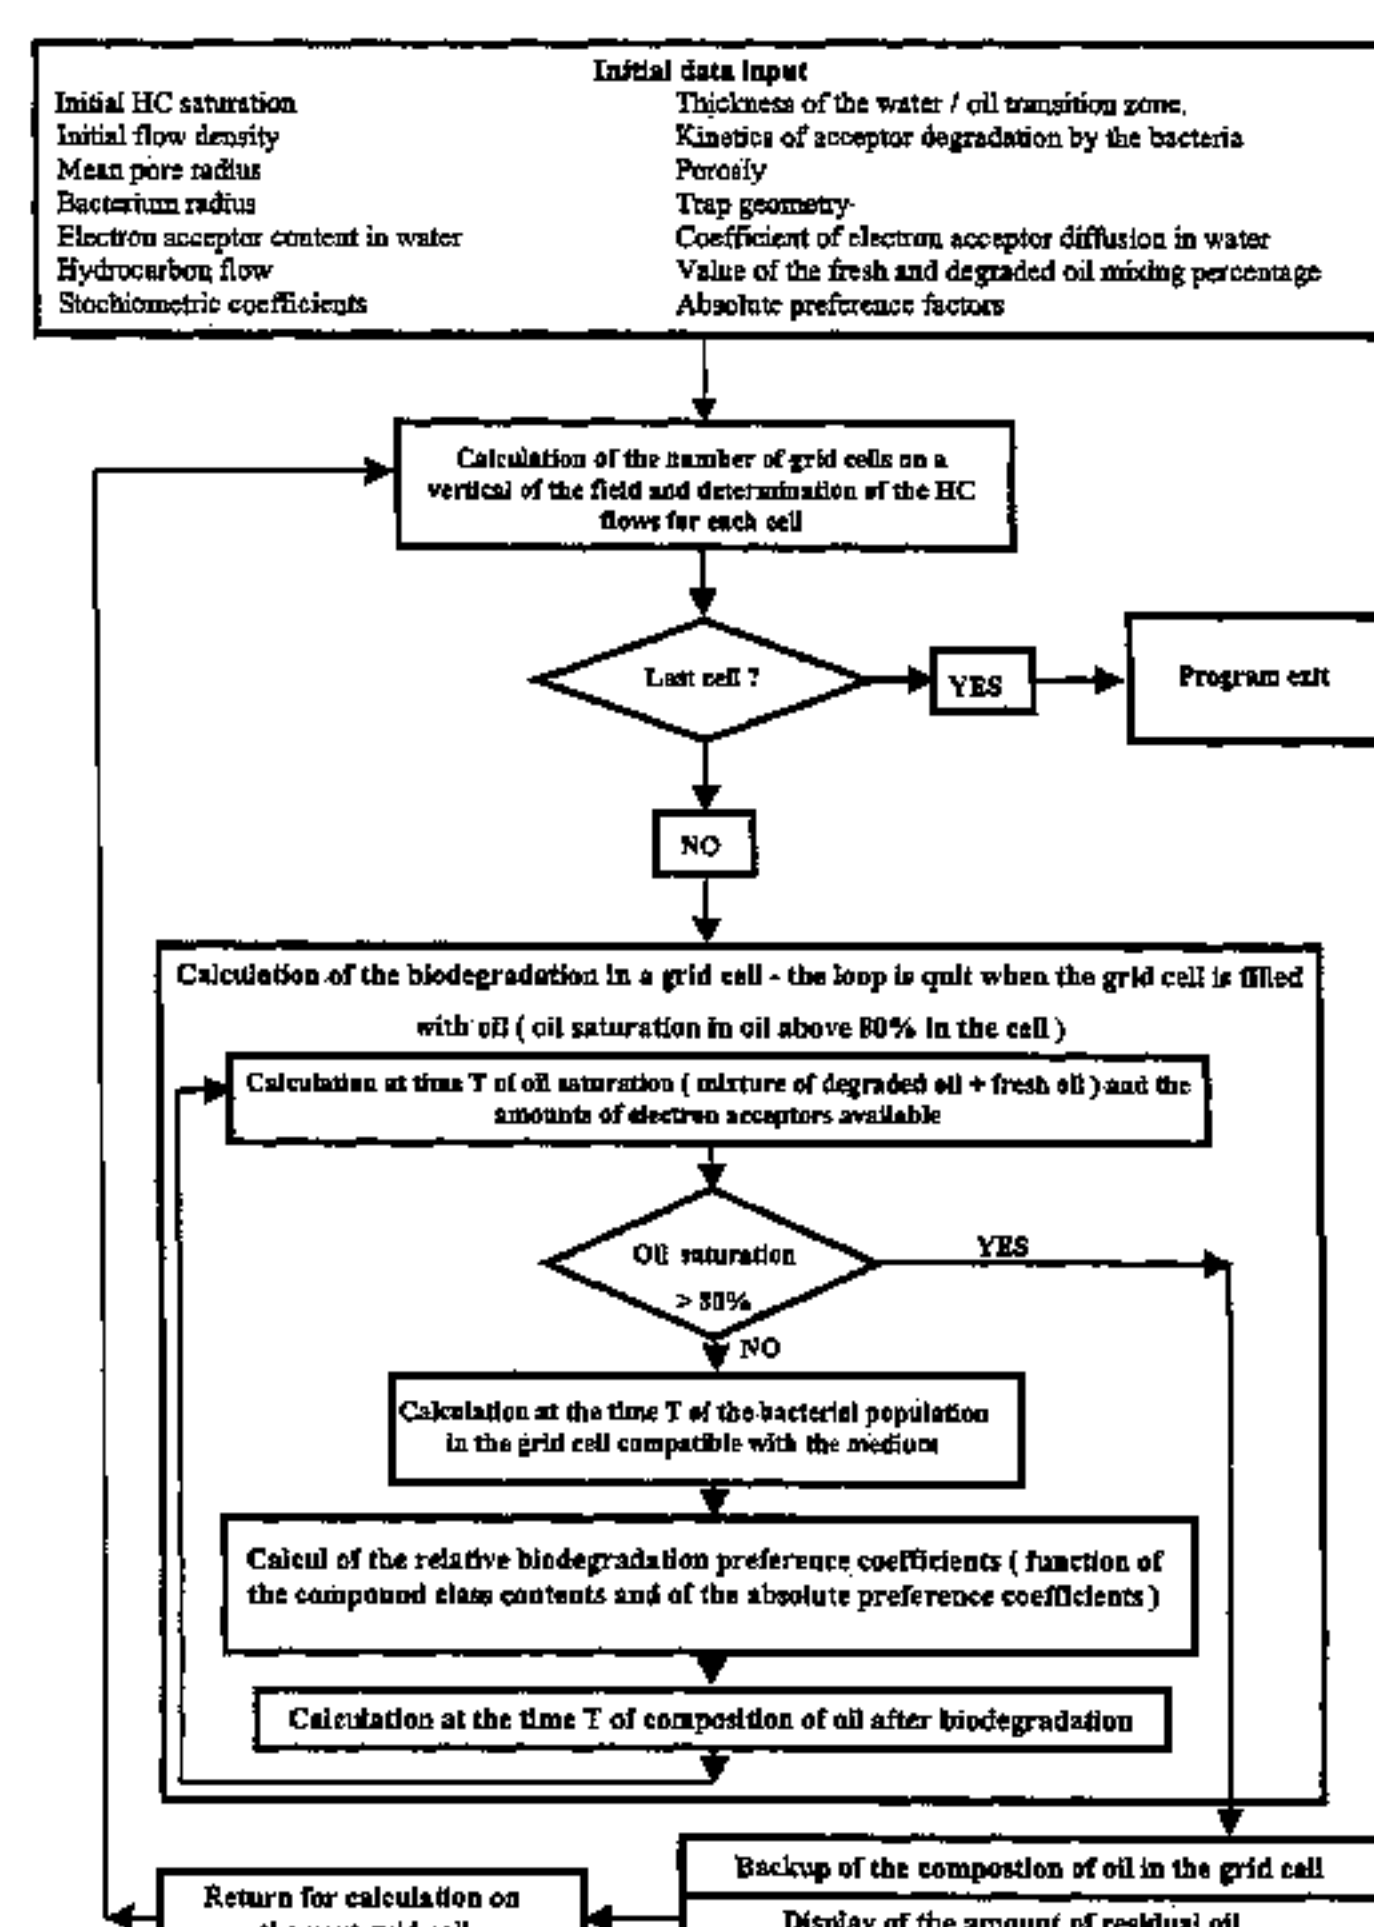 Initial data input
Initial HC saturation
Initial flow density
Mean pore radius
Bacterium radius
Electron acceptor content in water
Hydrocarbon flow
Stochiometric coefficients
Thickness of the water / oil transition zone.
Kinetics of acceptor degradation by the bacteria
Porosity
Trap geometry
Coefficient of electron acceptor diffusion in water
Value of the fresh and degraded oil mixing percentage
Absolute preference factors
Calculation of the number of grid cells on a
vertical of the field and determination of the HC
flows for each cell
Last cell ?
YES
Program exit
NO
Calculation of the biodegradation in a grid cell - the loop is quit when the grid cell is filled
with oil ( oil saturation in oil above 80% in the cell )
Calculation at time T of oil saturation ( mixture of degraded oil + fresh oil ) and the
amounts of electron acceptors available
Oil saturation
> 80%
YES
NO
Calculation at the time T of the bacterial population
in the grid cell compatible with the medium
Calcul of the relative biodegradation preference coefficients ( function of
the compound class contents and of the absolute preference coefficients )
Calculation at the time T of composition of oil after biodegradation
Backup of the compostion of oil in the grid cell
Display of the amount of residual oil
Return for calculation on
the next grid cell